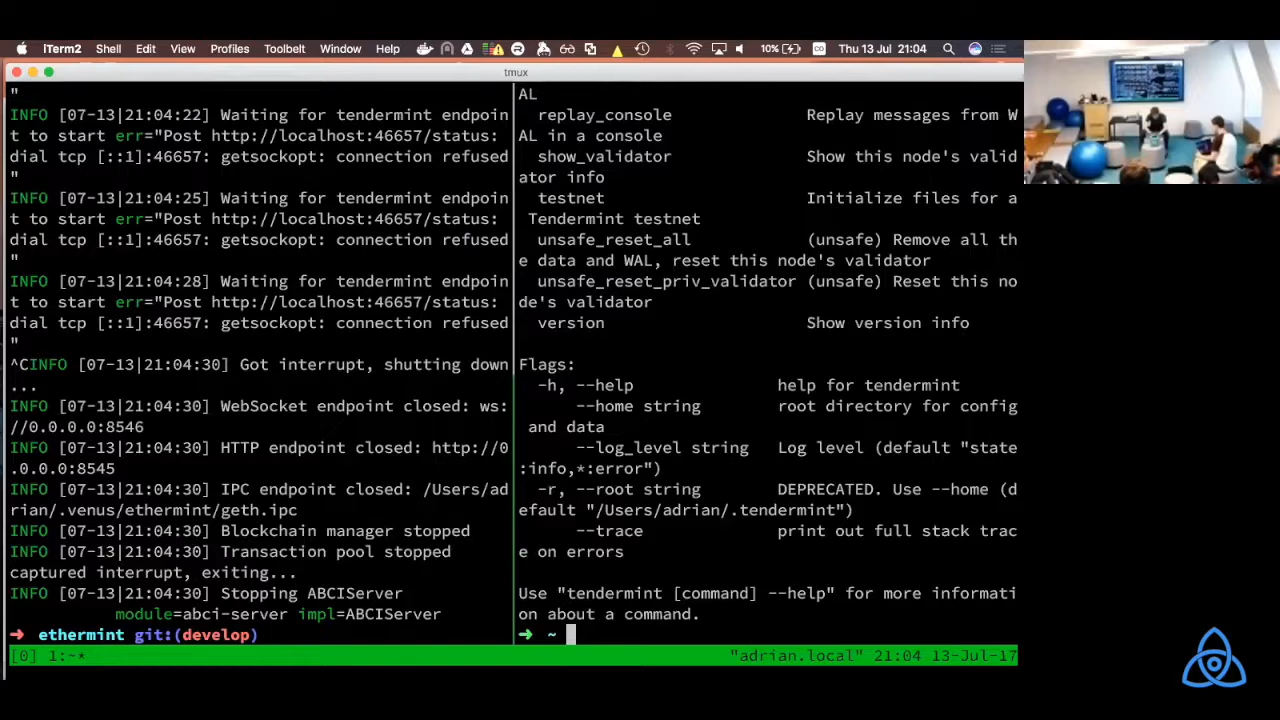 iTerm2 Shell Edit View Profiles Toolbelt Window Help 10% CO Thu 13 Jul 21:04
tmux
"
INFO [07-13|21:04:22] Waiting for tendermint endpoin
t to start err="Post http://localhost:46657/status:
dial tcp [::1]:46657: getsockopt: connection refused
"
INFO [07-13|21:04:25] Waiting for tendermint endpoin
t to start err="Post http://localhost:46657/status:
dial tcp [::1]:46657: getsockopt: connection refused
"
INFO [07-13|21:04:28] Waiting for tendermint endpoin
t to start err="Post http://localhost:46657/status:
dial tcp [::1]:46657: getsockopt: connection refused
"
^CINFO [07-13|21:04:30] Got interrupt, shutting down
...
INFO [07-13|21:04:30] WebSocket endpoint closed: ws:
//0.0.0.0:8546
INFO [07-13|21:04:30] HTTP endpoint closed: http://0
.0.0.0:8545
INFO [07-13|21:04:30] IPC endpoint closed: /Users/ad
rian/.venus/ethermint/geth.ipc
INFO [07-13|21:04:30] Blockchain manager stopped
INFO [07-13|21:04:30] Transaction pool stopped
captured interrupt, exiting...
INFO [07-13|21:04:30] Stopping ABCIServer
module=abci-server impl=ABCIServer
➜ ethermint git:(develop)
AL
replay_console Replay messages from W
AL in a console
show_validator Show this node's valid
ator info
testnet Initialize files for a
Tendermint testnet
unsafe_reset_all (unsafe) Remove all th
e data and WAL, reset this node's validator
unsafe_reset_priv_validator (unsafe) Reset this no
de's validator
version Show version info
Flags:
-h, --help help for tendermint
--home string root directory for config
and data
--log_level string Log level (default "state
:info,*:error")
-r, --root string DEPRECATED. Use --home (d
efault "/Users/adrian/.tendermint")
--trace print out full stack trac
e on errors
Use "tendermint [command] --help" for more informati
on about a command.
➜ ~
[0] 1:~* "adrian.local" 21:04 13-Jul-17